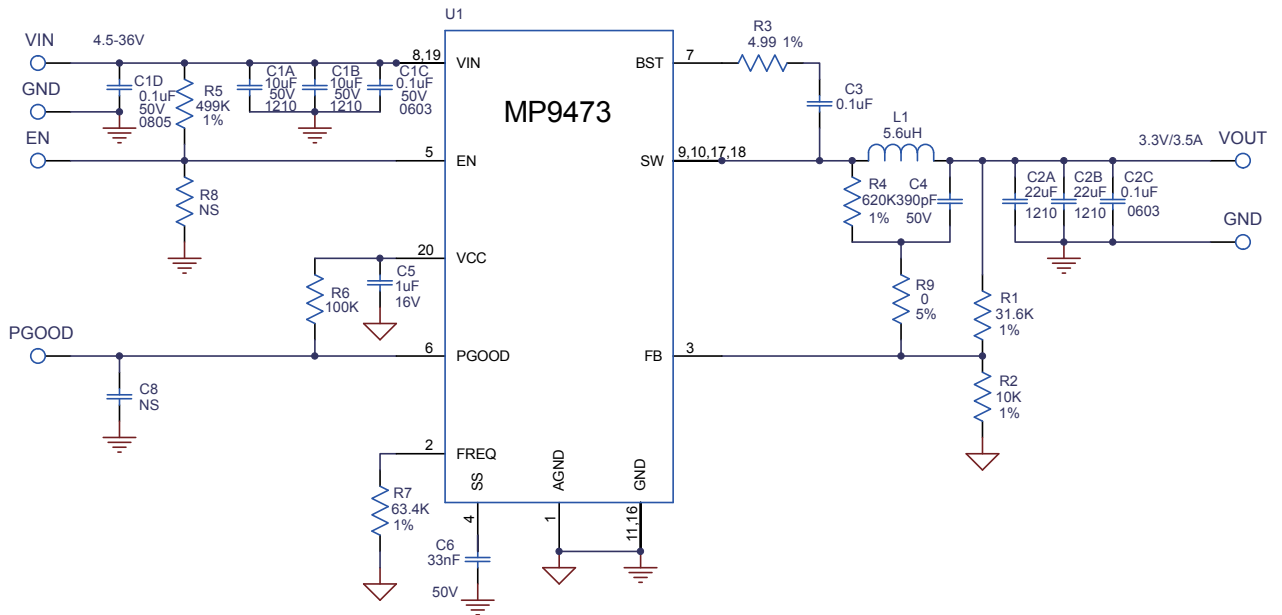 U1
VIN
4.5-36V
8,19
VIN
GND
C1D
0.1uF
50V
0805
R5
499K
1%
C1A
10uF
50V
1210
C1B
10uF
50V
1210
C1C
0.1uF
50V
0603
EN
5
EN
R8
NS
20
VCC
C5
1uF
16V
R6
100K
PGOOD
6
PGOOD
C8
NS
2
FREQ
R7
63.4K
1%
SS
4
C6
33nF
50V
AGND
1
GND
11,16
MP9473
BST
7
R3
4.99 1%
C3
0.1uF
SW
9,10,17,18
L1
5.6uH
R4
620K
1%
C4
390pF
50V
R9
0
5%
FB
3
R1
31.6K
1%
R2
10K
1%
C2A
22uF
1210
C2B
22uF
1210
C2C
0.1uF
0603
3.3V/3.5A
VOUT
GND